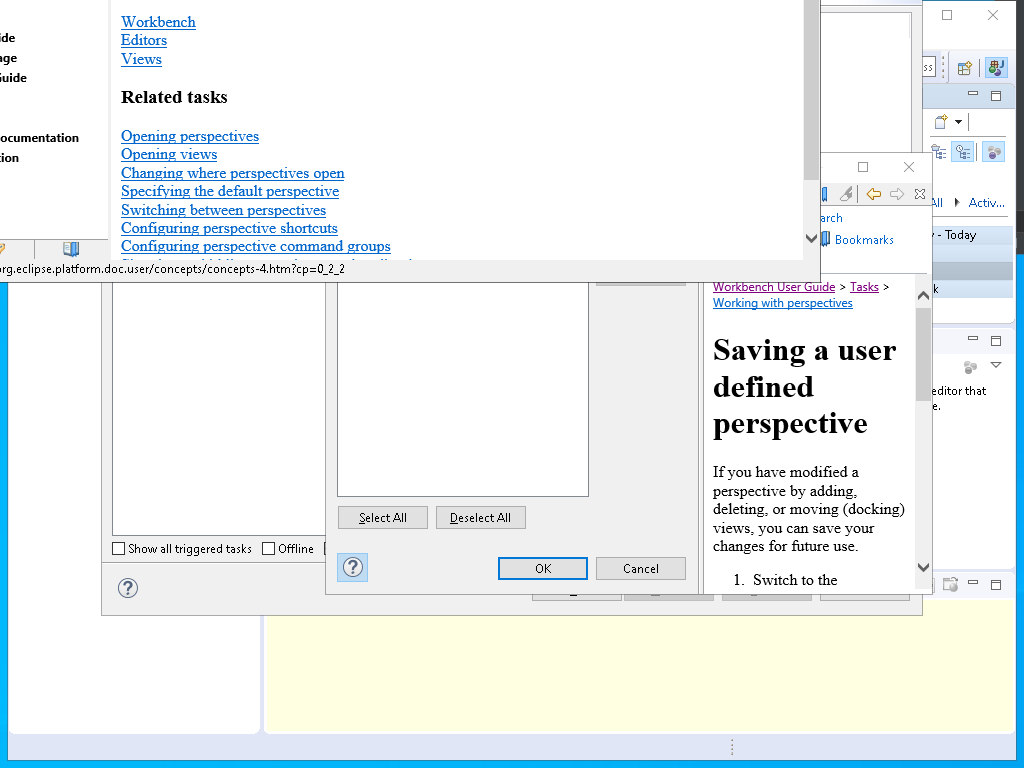 Workbench
Editors
Views
Related tasks
Opening perspectives
Opening views
Changing where perspectives open
Specifying the default perspective
Switching between perspectives
Configuring perspective shortcuts
Configuring perspective command groups
ide
age
Guide
ocumentation
tion
org.eclipse.platform.doc.user/concepts/concepts-4.htm?cp=0_2_2
ss
All
Activ...
arch
Bookmarks
y - Today
k
Workbench User Guide > Tasks >
Working with perspectives
Saving a user
defined
perspective
If you have modified a
perspective by adding,
deleting, or moving (docking)
views, you can save your
changes for future use.
1. Switch to the
editor that
e.
Select All
Deselect All
Show all triggered tasks
Offline
OK
Cancel